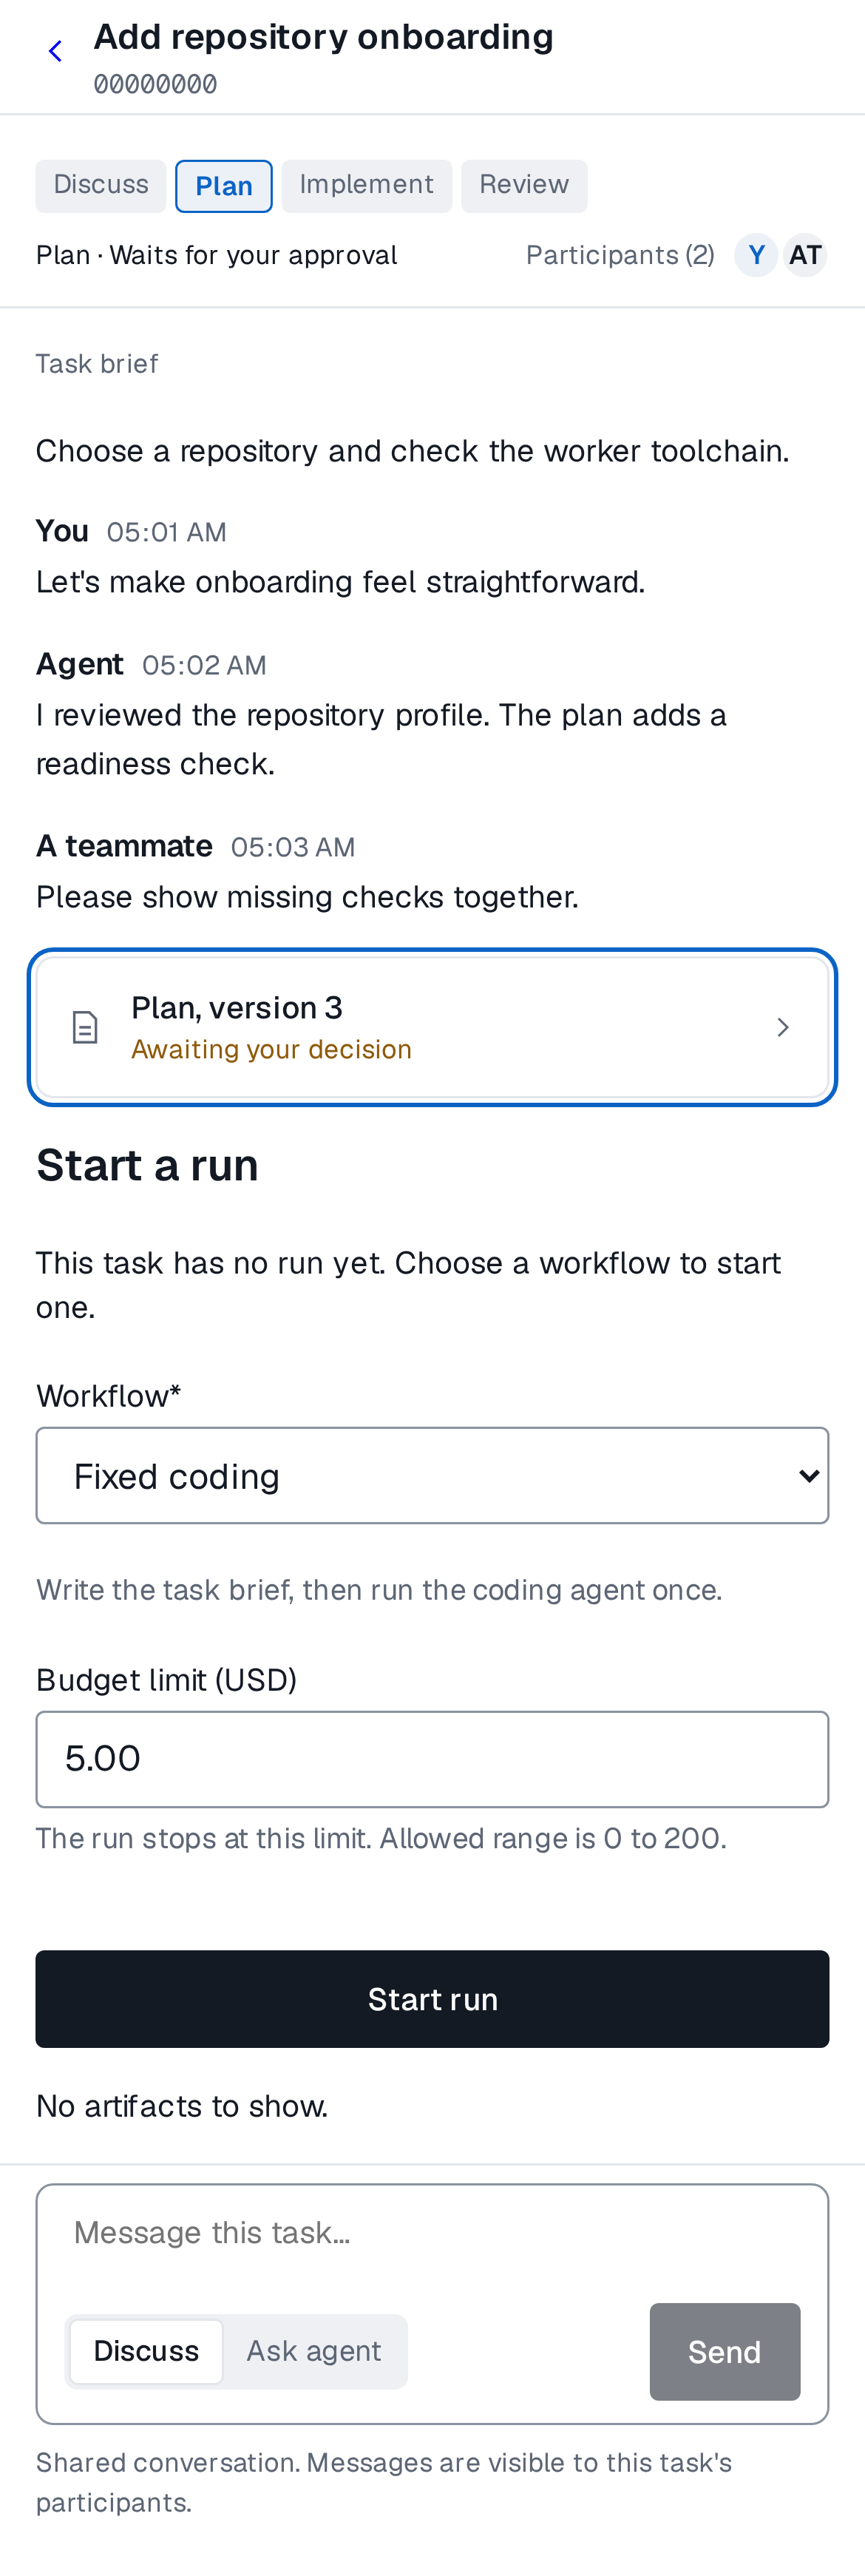 Add repository onboarding
00000000
Discuss Plan Implement Review
Plan · Waits for your approval Participants (2) Y AT
Task brief
Choose a repository and check the worker toolchain.
You 05:01 AM
Let's make onboarding feel straightforward.
Agent 05:02 AM
I reviewed the repository profile. The plan adds a
readiness check.
A teammate 05:03 AM
Please show missing checks together.
Plan, version 3
Awaiting your decision
Start a run
This task has no run yet. Choose a workflow to start
one.
Workflow*
Fixed coding
Write the task brief, then run the coding agent once.
Budget limit (USD)
5.00
The run stops at this limit. Allowed range is 0 to 200.
Start run
No artifacts to show.
Message this task...
Discuss Ask agent Send
Shared conversation. Messages are visible to this task's
participants.